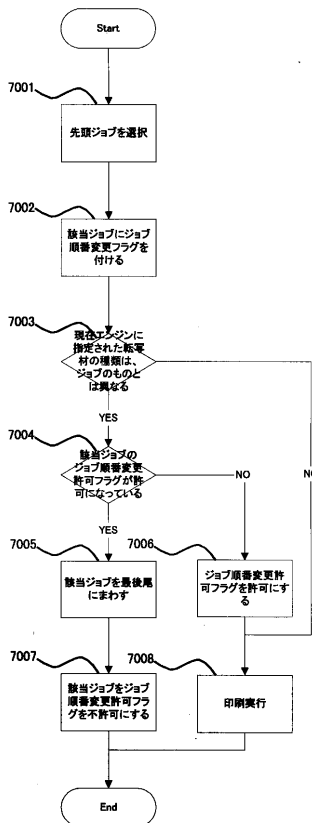 Start
7001
先頭ジョブを選択
7002
該当ジョブにジョブ
順番変更フラグを
付ける
7003
現在エンジンに
指定された転写
材の種類は、
ジョブのものと
は異なる
YES
NO
7004
該当ジョブの
ジョブ順番変更
許可フラグが許
可になっている
NO
YES
7005
該当ジョブを最後尾
にまわす
7006
ジョブ順番変更許
可フラグを許可にす
る
7007
該当ジョブをジョブ
順番変更許可フラ
グを不許可にする
7008
印刷実行
End